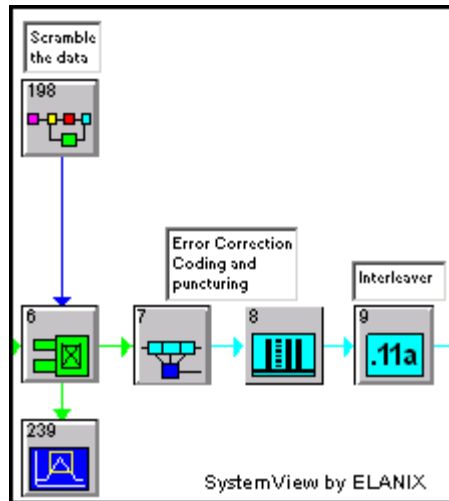 Scramble
the data
198
Error Correction
Coding and
puncturing
Interleaver
6
7
8
9
.11a
239
SystemView by ELANIX